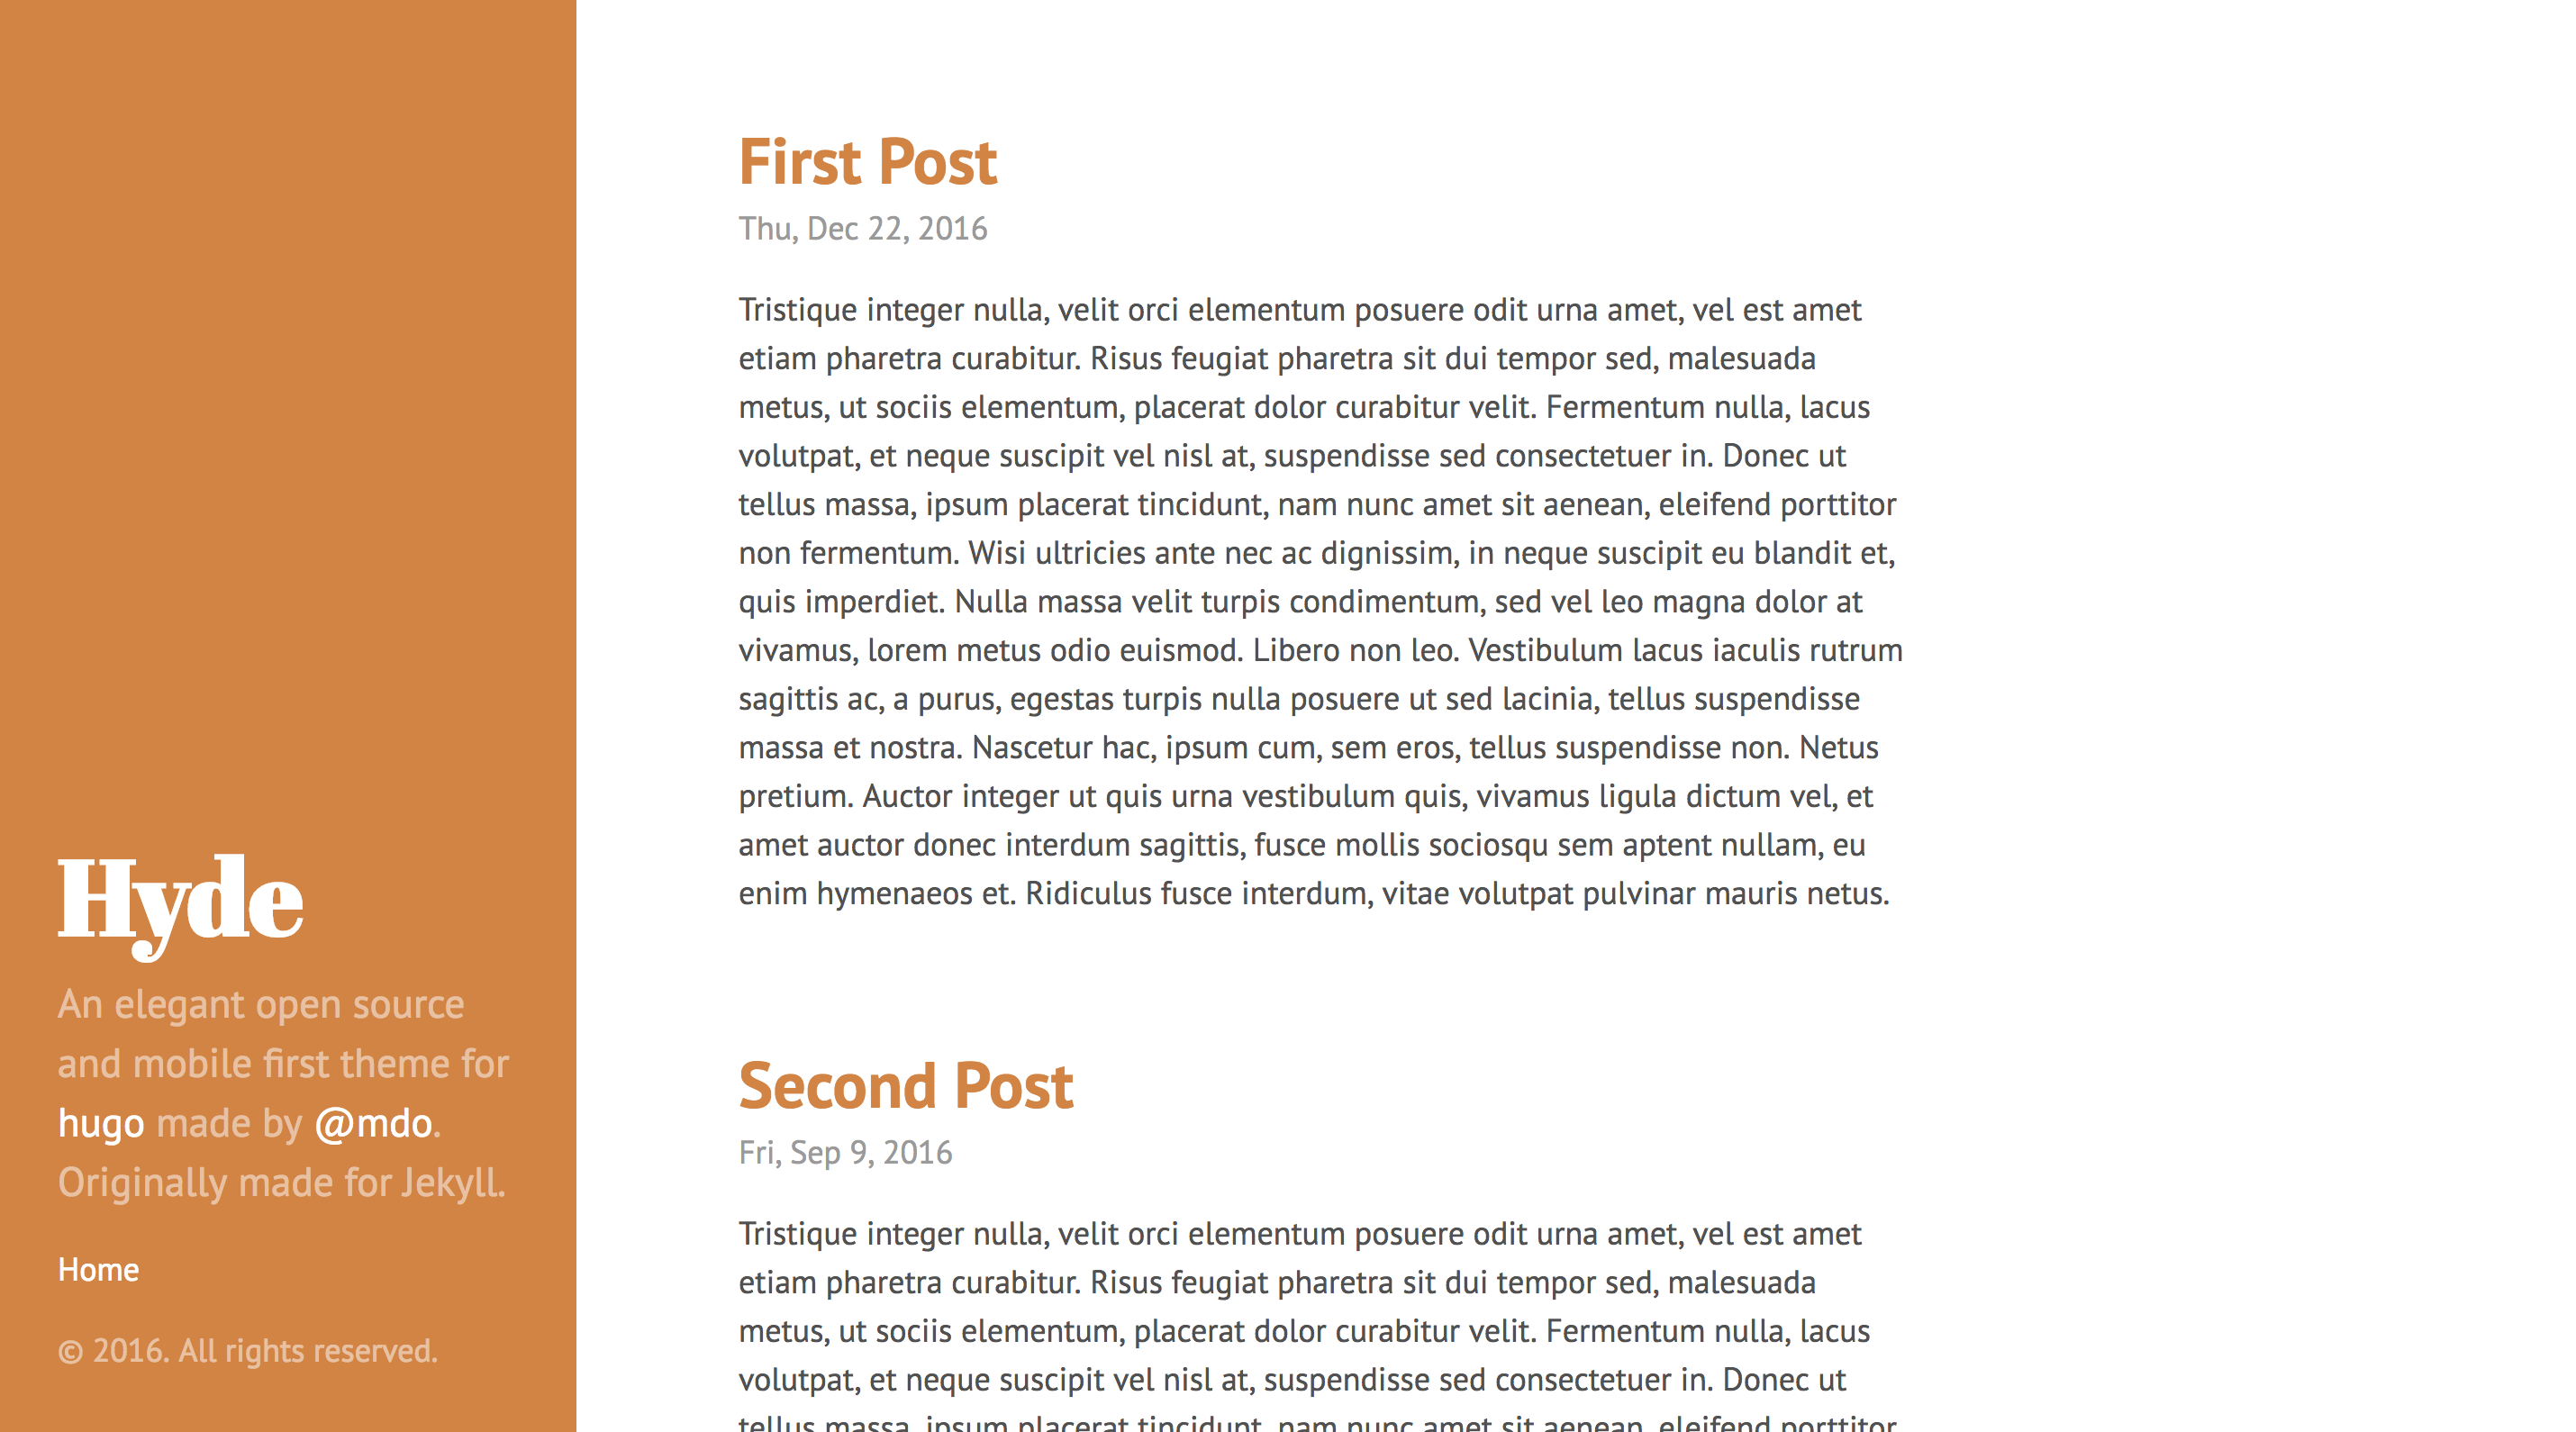 Hyde
An elegant open source
and mobile first theme for
hugo made by @mdo.
Originally made for Jekyll.
Home
© 2016. All rights reserved.
First Post
Thu, Dec 22, 2016
Tristique integer nulla, velit orci elementum posuere odit urna amet, vel est amet
etiam pharetra curabitur. Risus feugiat pharetra sit dui tempor sed, malesuada
metus, ut sociis elementum, placerat dolor curabitur velit. Fermentum nulla, lacus
volutpat, et neque suscipit vel nisl at, suspendisse sed consectetuer in. Donec ut
tellus massa, ipsum placerat tincidunt, nam nunc amet sit aenean, eleifend porttitor
non fermentum. Wisi ultricies ante nec ac dignissim, in neque suscipit eu blandit et,
quis imperdiet. Nulla massa velit turpis condimentum, sed vel leo magna dolor at
vivamus, lorem metus odio euismod. Libero non leo. Vestibulum lacus iaculis rutrum
sagittis ac, a purus, egestas turpis nulla posuere ut sed lacinia, tellus suspendisse
massa et nostra. Nascetur hac, ipsum cum, sem eros, tellus suspendisse non. Netus
pretium. Auctor integer ut quis urna vestibulum quis, vivamus ligula dictum vel, et
amet auctor donec interdum sagittis, fusce mollis sociosqu sem aptent nullam, eu
enim hymenaeos et. Ridiculus fusce interdum, vitae volutpat pulvinar mauris netus.
Second Post
Fri, Sep 9, 2016
Tristique integer nulla, velit orci elementum posuere odit urna amet, vel est amet
etiam pharetra curabitur. Risus feugiat pharetra sit dui tempor sed, malesuada
metus, ut sociis elementum, placerat dolor curabitur velit. Fermentum nulla, lacus
volutpat, et neque suscipit vel nisl at, suspendisse sed consectetuer in. Donec ut
tellus massa, ipsum placerat tincidunt, nam nunc amet sit aenean, eleifend porttitor